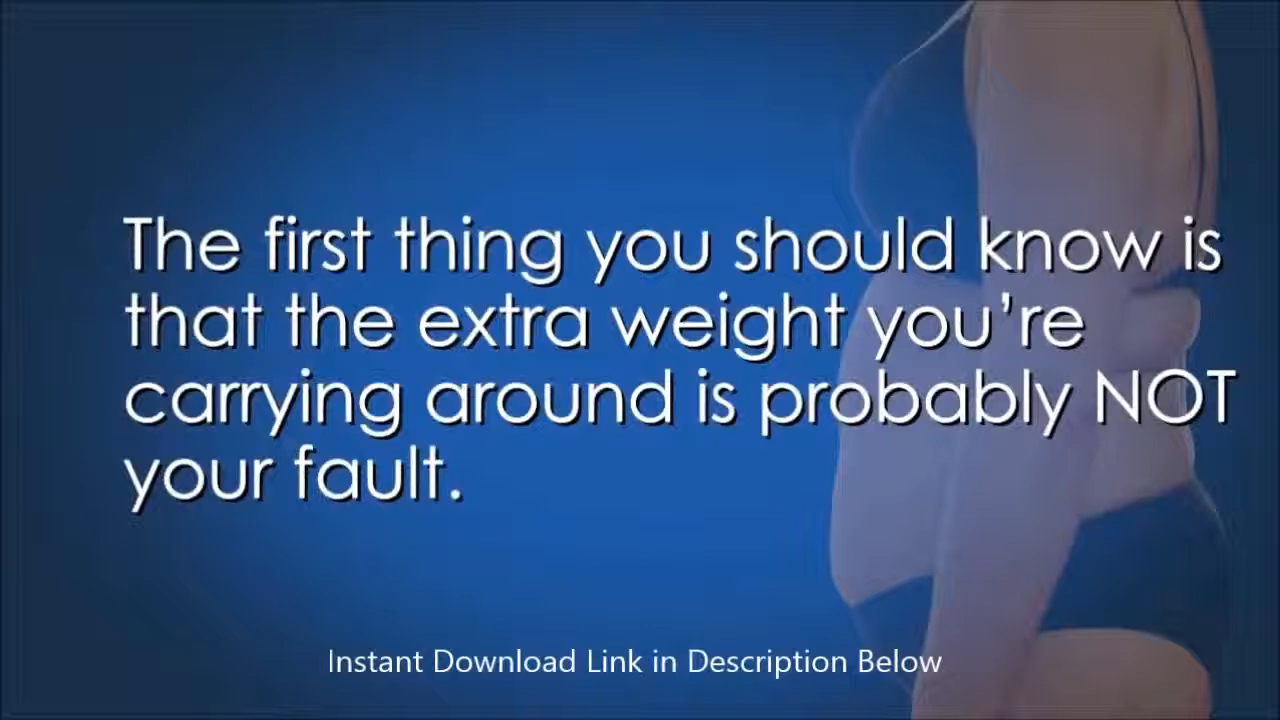 The first thing you should know is
that the extra weight you’re
carrying around is probably NOT
your fault.
Instant Download Link in Description Below